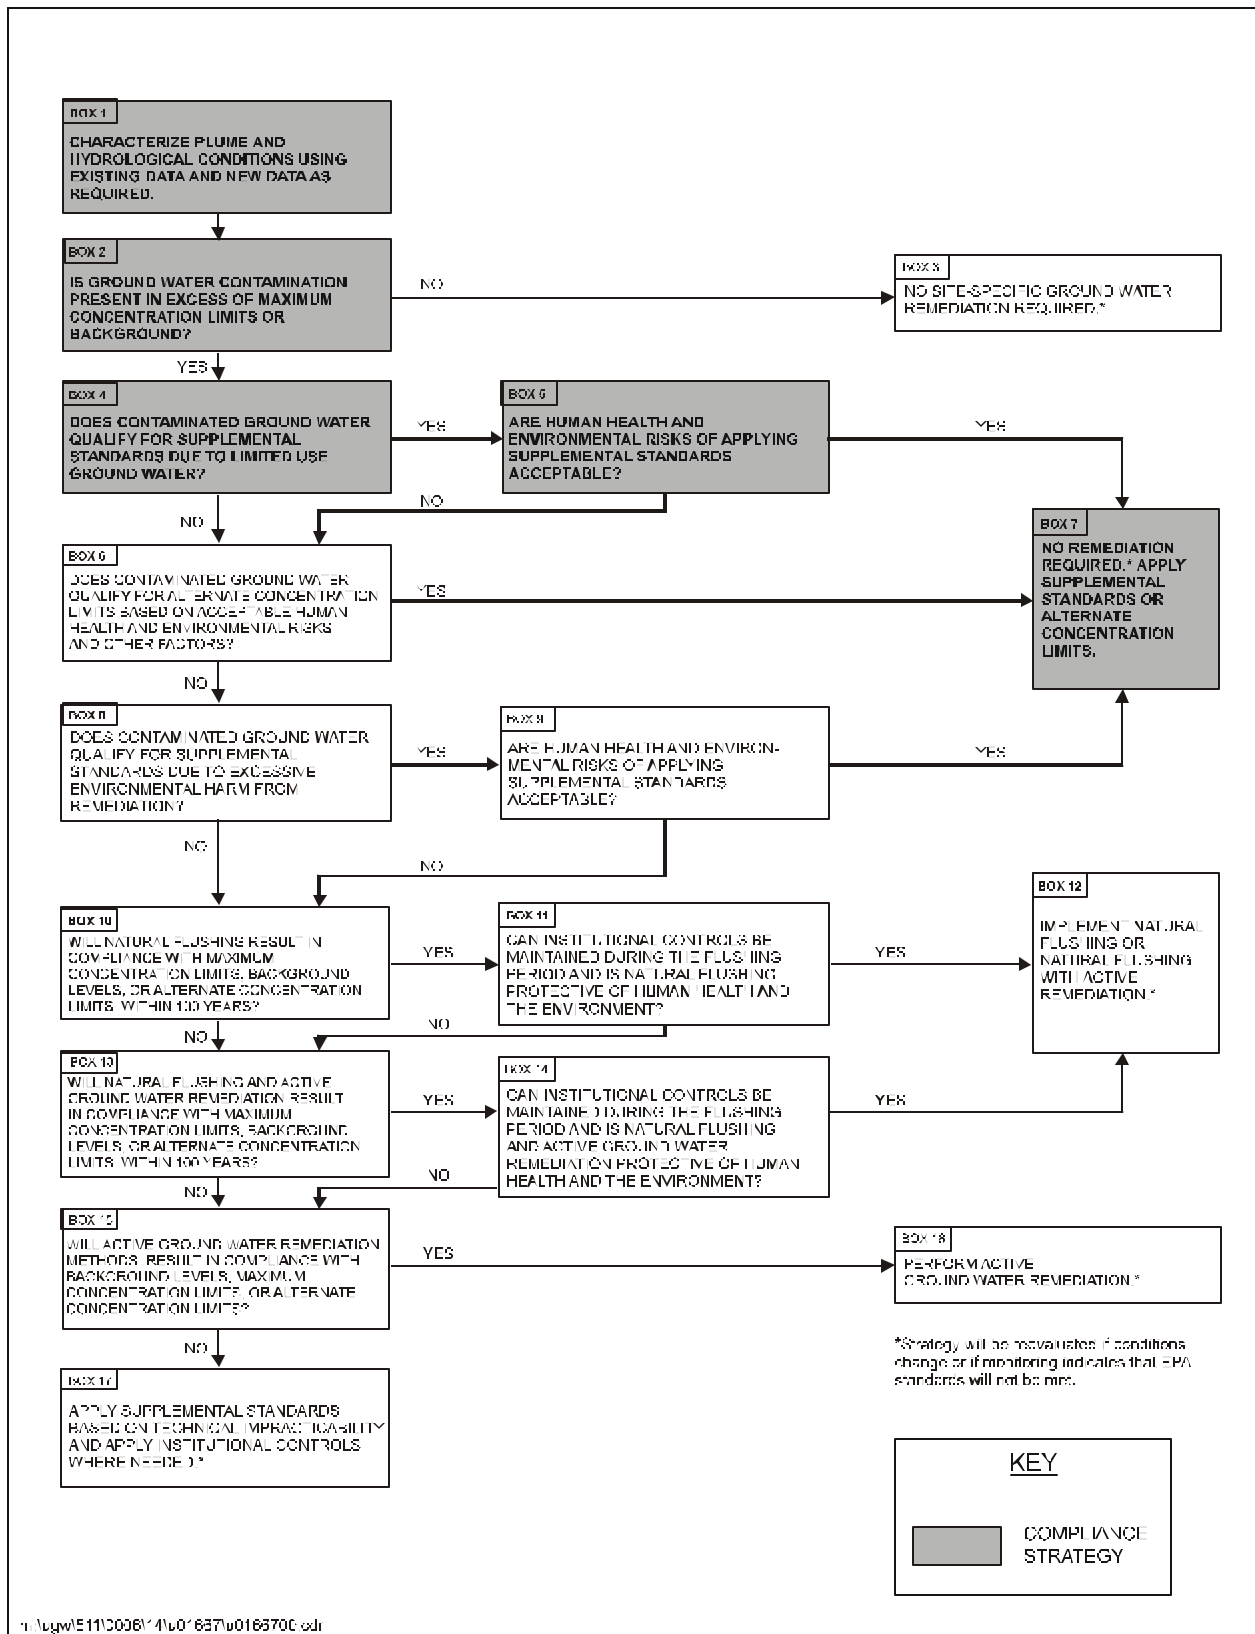 BOX 1
CHARACTERIZE PLUME AND
HYDROLOGICAL CONDITIONS USING
EXISTING DATA AND NEW DATA AS
REQUIRED.
BOX 2
IS GROUND WATER CONTAMINATION
PRESENT IN EXCESS OF MAXIMUM
CONCENTRATION LIMITS OR
BACKGROUND?
NO
BOX 3
NO SITE-SPECIFIC GROUND WATER
REMEDIATION REQUIRED.*
YES
BOX 4
DOES CONTAMINATED GROUND WATER
QUALIFY FOR SUPPLEMENTAL
STANDARDS DUE TO LIMITED USE
GROUND WATER?
YES
BOX 5
ARE HUMAN HEALTH AND
ENVIRONMENTAL RISKS OF APPLYING
SUPPLEMENTAL STANDARDS
ACCEPTABLE?
YES
NO
NO
BOX 6
DOES CONTAMINATED GROUND WATER
QUALIFY FOR ALTERNATE CONCENTRATION
LIMITS BASED ON ACCEPTABLE HUMAN
HEALTH AND ENVIRONMENTAL RISKS
AND OTHER FACTORS?
YES
BOX 7
NO REMEDIATION
REQUIRED.* APPLY
SUPPLEMENTAL
STANDARDS OR
ALTERNATE
CONCENTRATION
LIMITS.
NO
BOX 8
DOES CONTAMINATED GROUND WATER
QUALIFY FOR SUPPLEMENTAL
STANDARDS DUE TO EXCESSIVE
ENVIRONMENTAL HARM FROM
REMEDIATION?
YES
BOX 9
ARE HUMAN HEALTH AND ENVIRON-
MENTAL RISKS OF APPLYING
SUPPLEMENTAL STANDARDS
ACCEPTABLE?
YES
NO
NO
BOX 10
WILL NATURAL FLUSHING RESULT IN
COMPLIANCE WITH MAXIMUM
CONCENTRATION LIMITS, BACKGROUND
LEVELS, OR ALTERNATE CONCENTRATION
LIMITS WITHIN 100 YEARS?
YES
BOX 11
CAN INSTITUTIONAL CONTROLS BE
MAINTAINED DURING THE FLUSHING
PERIOD AND IS NATURAL FLUSHING
PROTECTIVE OF HUMAN HEALTH AND
THE ENVIRONMENT?
YES
BOX 12
IMPLEMENT NATURAL
FLUSHING OR
NATURAL FLUSHING
WITH ACTIVE
REMEDIATION.*
NO
NO
BOX 13
WILL NATURAL FLUSHING AND ACTIVE
GROUND WATER REMEDIATION RESULT
IN COMPLIANCE WITH MAXIMUM
CONCENTRATION LIMITS, BACKGROUND
LEVELS, OR ALTERNATE CONCENTRATION
LIMITS WITHIN 100 YEARS?
YES
BOX 14
CAN INSTITUTIONAL CONTROLS BE
MAINTAINED DURING THE FLUSHING
PERIOD AND IS NATURAL FLUSHING
AND ACTIVE GROUND WATER
REMEDIATION PROTECTIVE OF HUMAN
HEALTH AND THE ENVIRONMENT?
YES
NO
NO
BOX 15
WILL ACTIVE GROUND WATER REMEDIATION
METHODS RESULT IN COMPLIANCE WITH
BACKGROUND LEVELS, MAXIMUM
CONCENTRATION LIMITS, OR ALTERNATE
CONCENTRATION LIMITS?
YES
BOX 16
PERFORM ACTIVE
GROUND WATER REMEDIATION.*
NO
*Strategy will be reevaluated if conditions
change or if monitoring indicates that EPA
standards will not be met.
BOX 17
APPLY SUPPLEMENTAL STANDARDS
BASED ON TECHNICAL IMPRACTICABILITY
AND APPLY INSTITUTIONAL CONTROLS
WHERE NEEDED.*
KEY
COMPLIANCE
STRATEGY